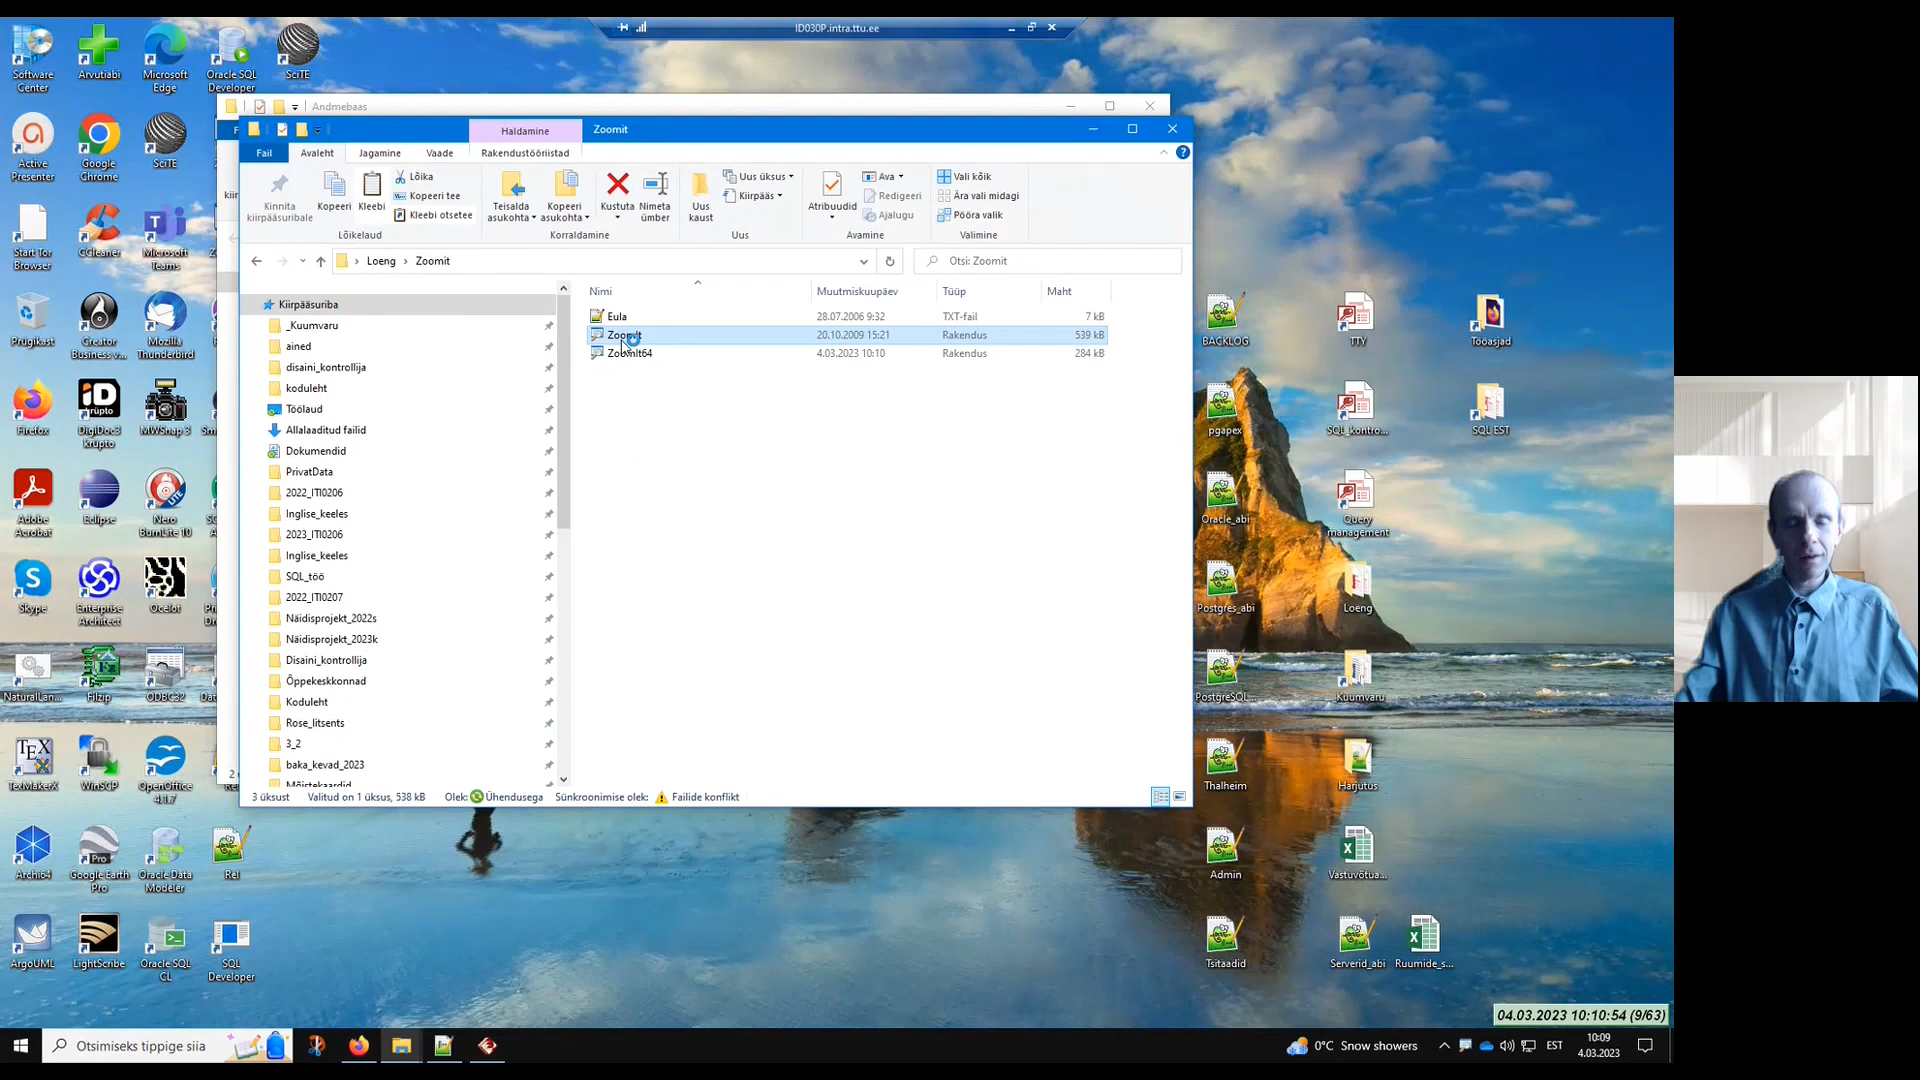 ID030P.intra.ttu.ee
Software Center
Arvutiabi
Microsoft Edge
Oracle SQL Developer
SciTE
Active Presenter
Google Chrome
SciTE
Start Tor Browser
CCleaner
Microsoft Teams
Prügikast
Creator Business v...
Mozilla Thunderbird
Firefox
DigiDoc3 krüpto
MWSnap 3
Adobe Acrobat
Eclipse
Nero BurnLite 10
Skype
Enterprise Architect
Ocelot
NaturalLan...
Filzip
ODBC32
TeXMakerX
WinSCP
OpenOffice 4.1.7
Archi64
Google Earth Pro
Oracle Data Modeler
Rel
ArgoUML
LightScribe
Oracle SQL CL
SQL Developer
Andmebaas
Haldamine
Zoomit
Fail
Avaleht
Jagamine
Vaade
Rakendustööriistad
Kinnita kiirpääsuribale
Kopeeri
Kleebi
Lõika
Kopeeri tee
Kleebi otsetee
Lõikelaud
Teisalda asukohta
Kopeeri asukohta
Kustuta
Nimeta ümber
Korraldamine
Uus kaust
Uus üksus
Kiirpääs
Uus
Atribuudid
Ava
Redigeeri
Ajalugu
Avamine
Vali kõik
Ära vali midagi
Pööra valik
Valimine
Loeng
Zoomit
Otsi: Zoomit
Kiirpääsuriba
_Kuumvaru
ained
disaini_kontrollija
koduleht
Töölaud
Allalaaditud failid
Dokumendid
PrivatData
2022_ITI0206
Inglise_keeles
2023_ITI0206
Inglise_keeles
SQL_töö
2022_ITI0207
Näidisprojekt_2022s
Näidisprojekt_2023k
Disaini_kontrollija
Õppekeskkonnad
Koduleht
Rose_litsents
3_2
baka_kevad_2023
Mõistekaardid
Nimi
Muutmiskuupäev
Tüüp
Maht
Eula
28.07.2006 9:32
TXT-fail
7 kB
20.10.2009 15:21
Rakendus
539 kB
ZoomIt64
4.03.2023 10:10
Rakendus
284 kB
3 üksust
Valitud on 1 üksus, 538 kB
Olek: Ühendusega
Sünkroonimise olek: Failide konflikt
BACKLOG
TTY
Tööasjad
pgapex
SQL_kontro...
SQL EST
Oracle_abi
Query management
Postgres_abi
Loeng
PostgreSQL...
Kuumvaru
Thalheim
Harjutus
Admin
Vastuvõtua...
Tsitaadid
Serverid_abi
Ruumide_s...
04.03.2023 10:10:54 (9/63)
Otsimiseks tippige siia
0°C Snow showers
EST
10:09
4.03.2023